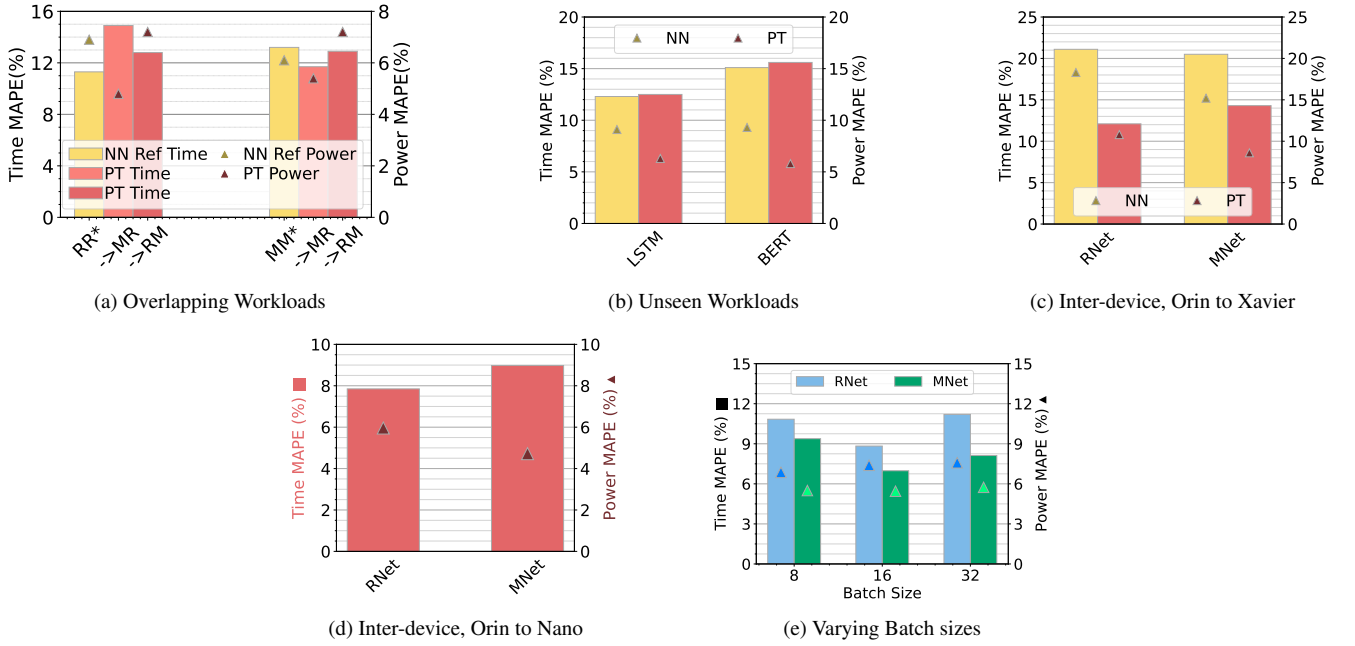 Time MAPE(%)
16
12
8
4
0
NN Ref Time
PT Time
PT Time
NN Ref Power
PT Power
8
6
4
2
0
Power MAPE(%)
RR*
->MR
->RM
MM*
->MR
->RM
(a) Overlapping Workloads
Time MAPE (%)
20
15
10
5
0
NN PT
20
15
10
5
0
Power MAPE (%)
LSTM
BERT
(b) Unseen Workloads
Time MAPE (%)
25
20
15
10
5
0
NN PT
25
20
15
10
5
0
Power MAPE (%)
RNet
MNet
(c) Inter-device, Orin to Xavier
Time MAPE (%)
10
8
6
4
2
0
10
8
6
4
2
0
Power MAPE (%)
RNet
MNet
(d) Inter-device, Orin to Nano
Time MAPE (%)
15
12
9
6
3
0
RNet MNet
15
12
9
6
3
0
Power MAPE (%)
8 16 32
Batch Size
(e) Varying Batch sizes